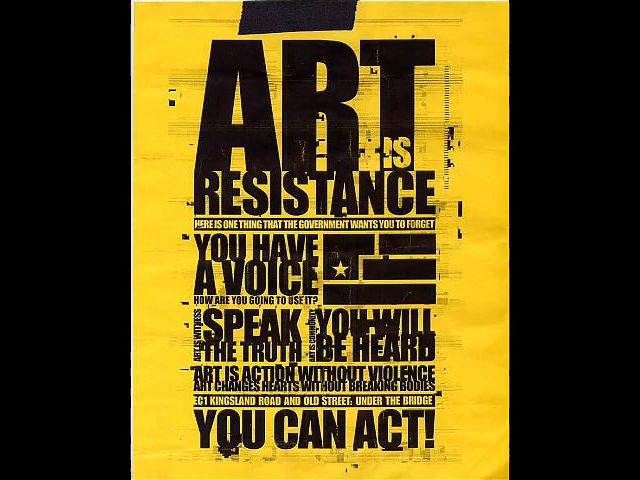 ART
IS
RESISTANCE
HERE IS ONE THING THAT THE GOVERNMENT WANTS YOU TO FORGET
YOU HAVE
A VOICE
HOW ARE YOU GOING TO USE IT?
ART IS WITNESS
SPEAK
THE TRUTH
ART IS COMMUNITY
YOU WILL
BE HEARD
ART IS ACTION WITHOUT VIOLENCE
ART CHANGES HEARTS WITHOUT BREAKING BODIES
EC1 KINGSLAND ROAD AND OLD STREET: UNDER THE BRIDGE
YOU CAN ACT!